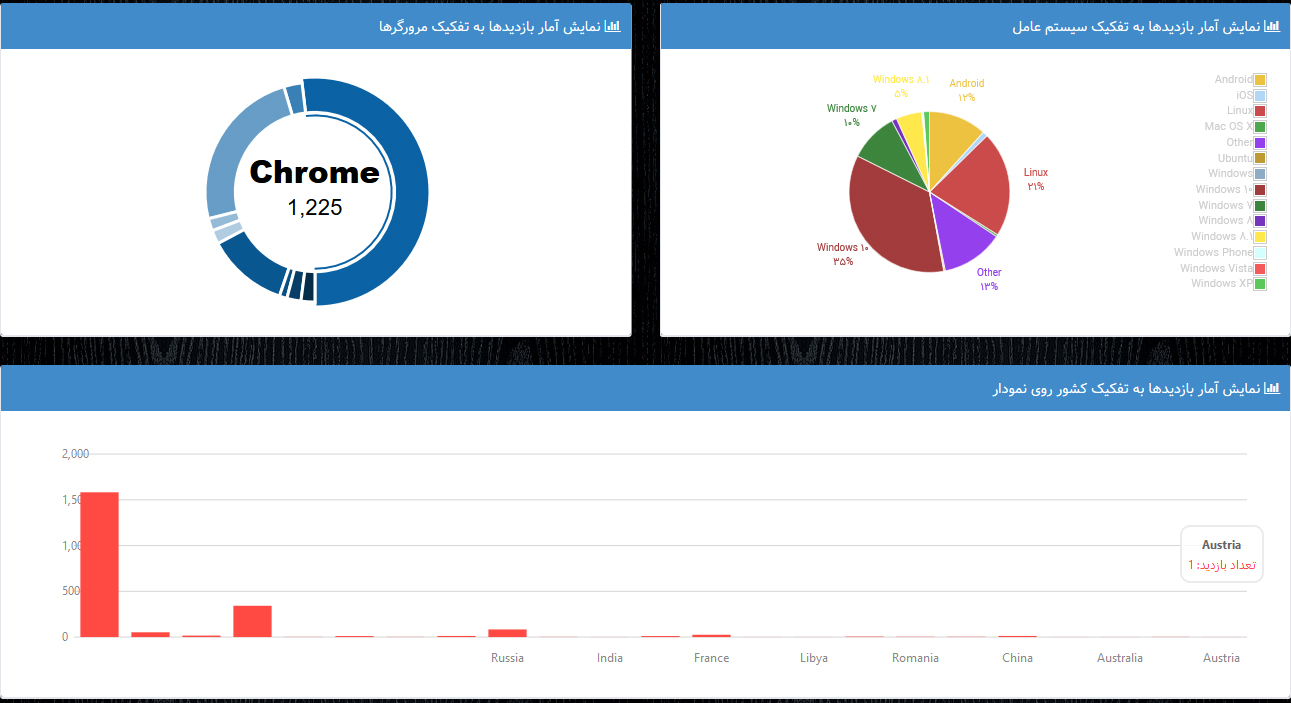 نمایش آمار بازدیدها به تفکیک سیستم عامل
Android
iOS
Linux
Mac OS X
Other
Ubuntu
Windows
Windows ۱۰
Windows ۷
Windows ۸
Windows ۸.۱
Windows Phone
Windows Vista
Windows XP
Windows ۸.۱
۵%
Android
۱۲%
Windows ۷
۱۰%
Linux
۲۱%
Windows ۱۰
۳۵%
Other
۱۳%
نمایش آمار بازدیدها به تفکیک مرورگرها
Chrome
1,225
نمایش آمار بازدیدها به تفکیک کشور روی نمودار
2,000
1,50
1,00
500
0
Austria
تعداد بازدید: 1
Russia India France Libya Romania China Australia Austria